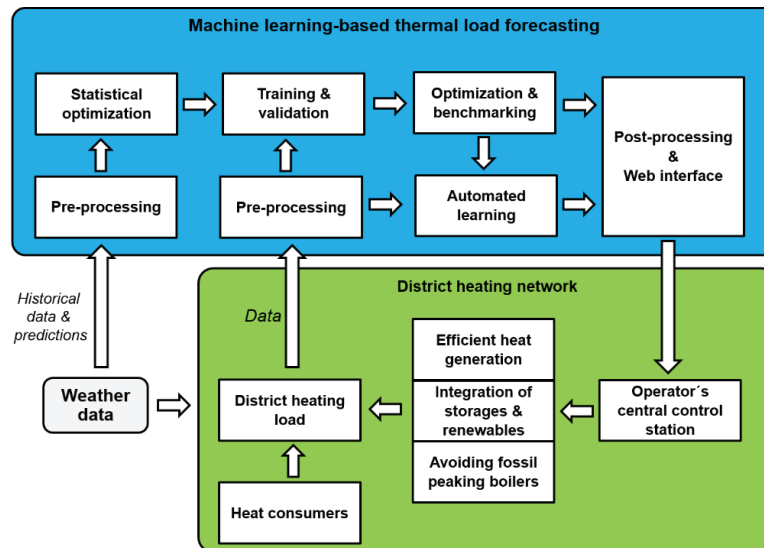 Machine learning-based thermal load forecasting
Statistical
optimization
Training &
validation
Optimization &
benchmarking
Post-processing
&
Web interface
Pre-processing
Pre-processing
Automated
learning
Historical
data &
predictions
Data
District heating network
Efficient heat
generation
Weather
data
District heating
load
Integration of
storages &
renewables
Operator´s
central control
station
Avoiding fossil
peaking boilers
Heat consumers